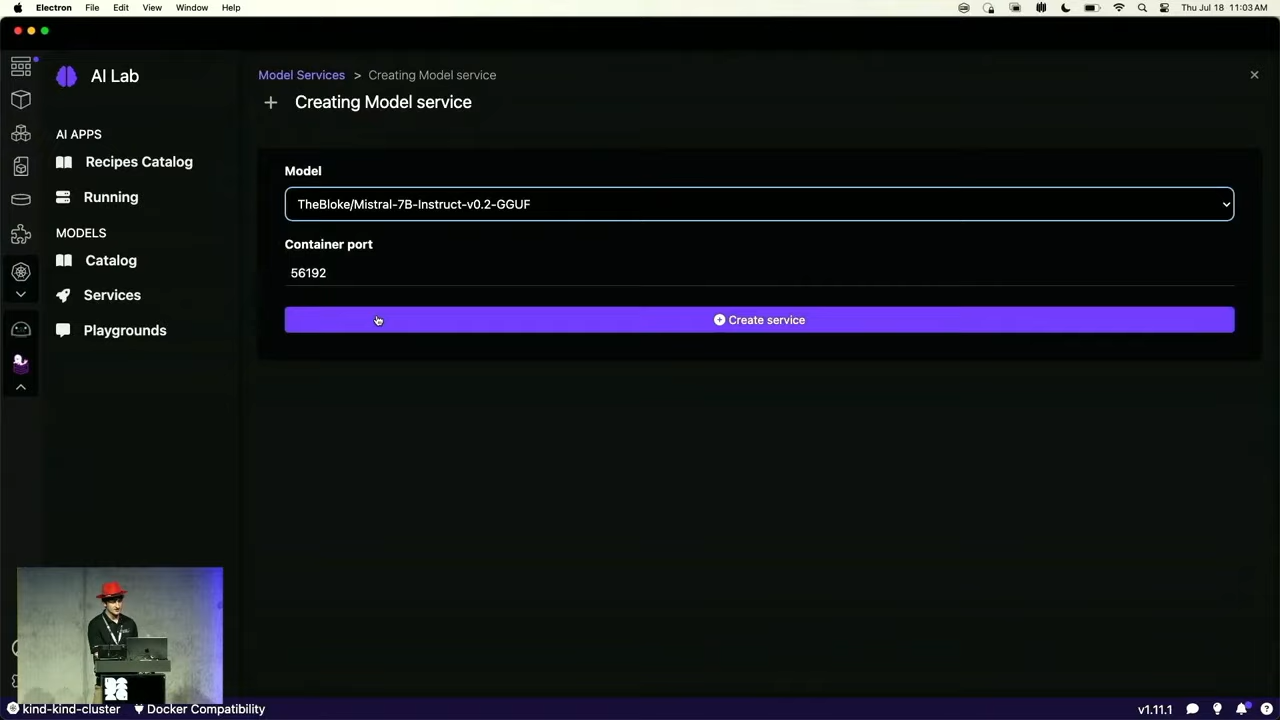 Electron File Edit View Window Help
Thu Jul 18 11:03 AM
AI Lab
AI APPS
Recipes Catalog
Running
MODELS
Catalog
Services
Playgrounds
Model Services > Creating Model service
Creating Model service
Model
TheBloke/Mistral-7B-Instruct-v0.2-GGUF
Container port
56192
Create service
kind-kind-cluster Docker Compatibility
v1.11.1